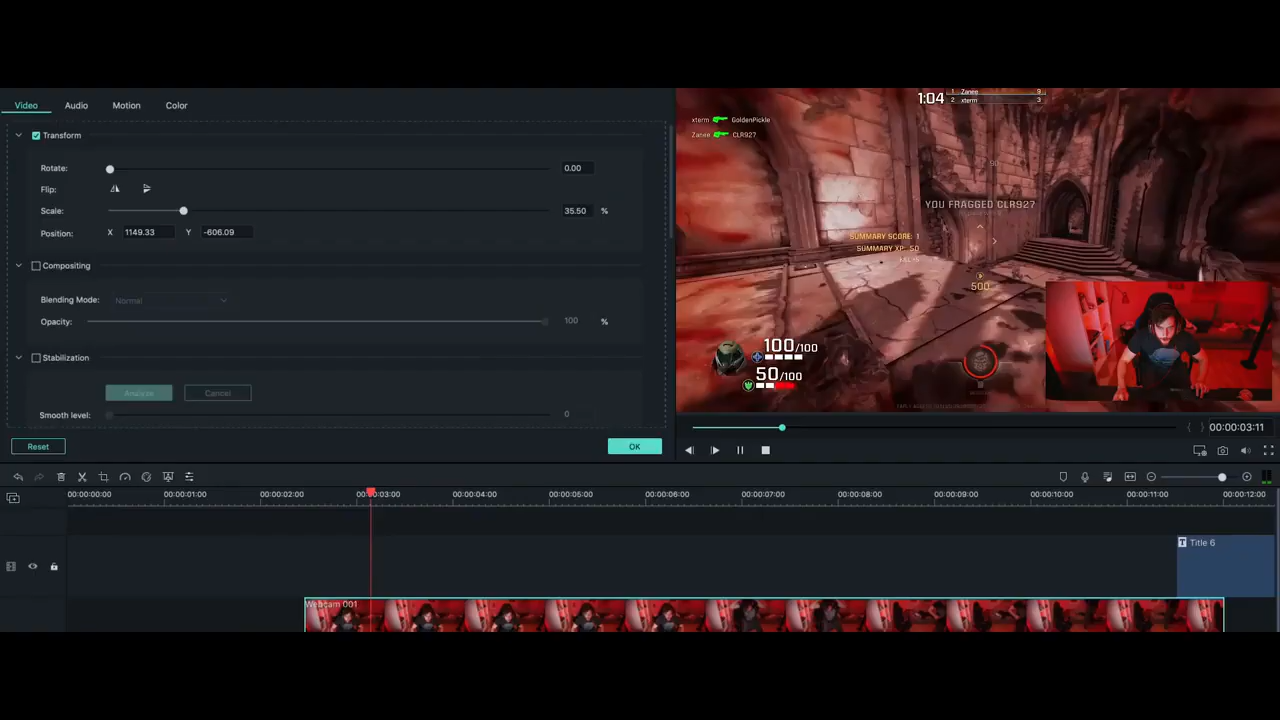 Video Audio Motion Color
Transform
Rotate: 0.00
Flip:
Scale: 35.50 %
Position: X 1149.33 Y -606.09
Compositing
Blending Mode: Normal
Opacity: 100 %
Stabilization
Analyze Cancel
Smooth level: 0
Reset OK
1:04
1 Zanee 9
2 xterm 3
xterm GoldenPickle
Zanee CLR927
90
YOU FRAGGED CLR927
SUMMARY SCORE: 1
SUMMARY XP: 50
500
100/100
50/100
00:00:03:11
00:00:00:00 00:00:01:00 00:00:02:00 00:00:03:00 00:00:04:00 00:00:05:00 00:00:06:00 00:00:07:00 00:00:08:00 00:00:09:00 00:00:10:00 00:00:11:00 00:00:12:00
T Title 6
Webcam 001